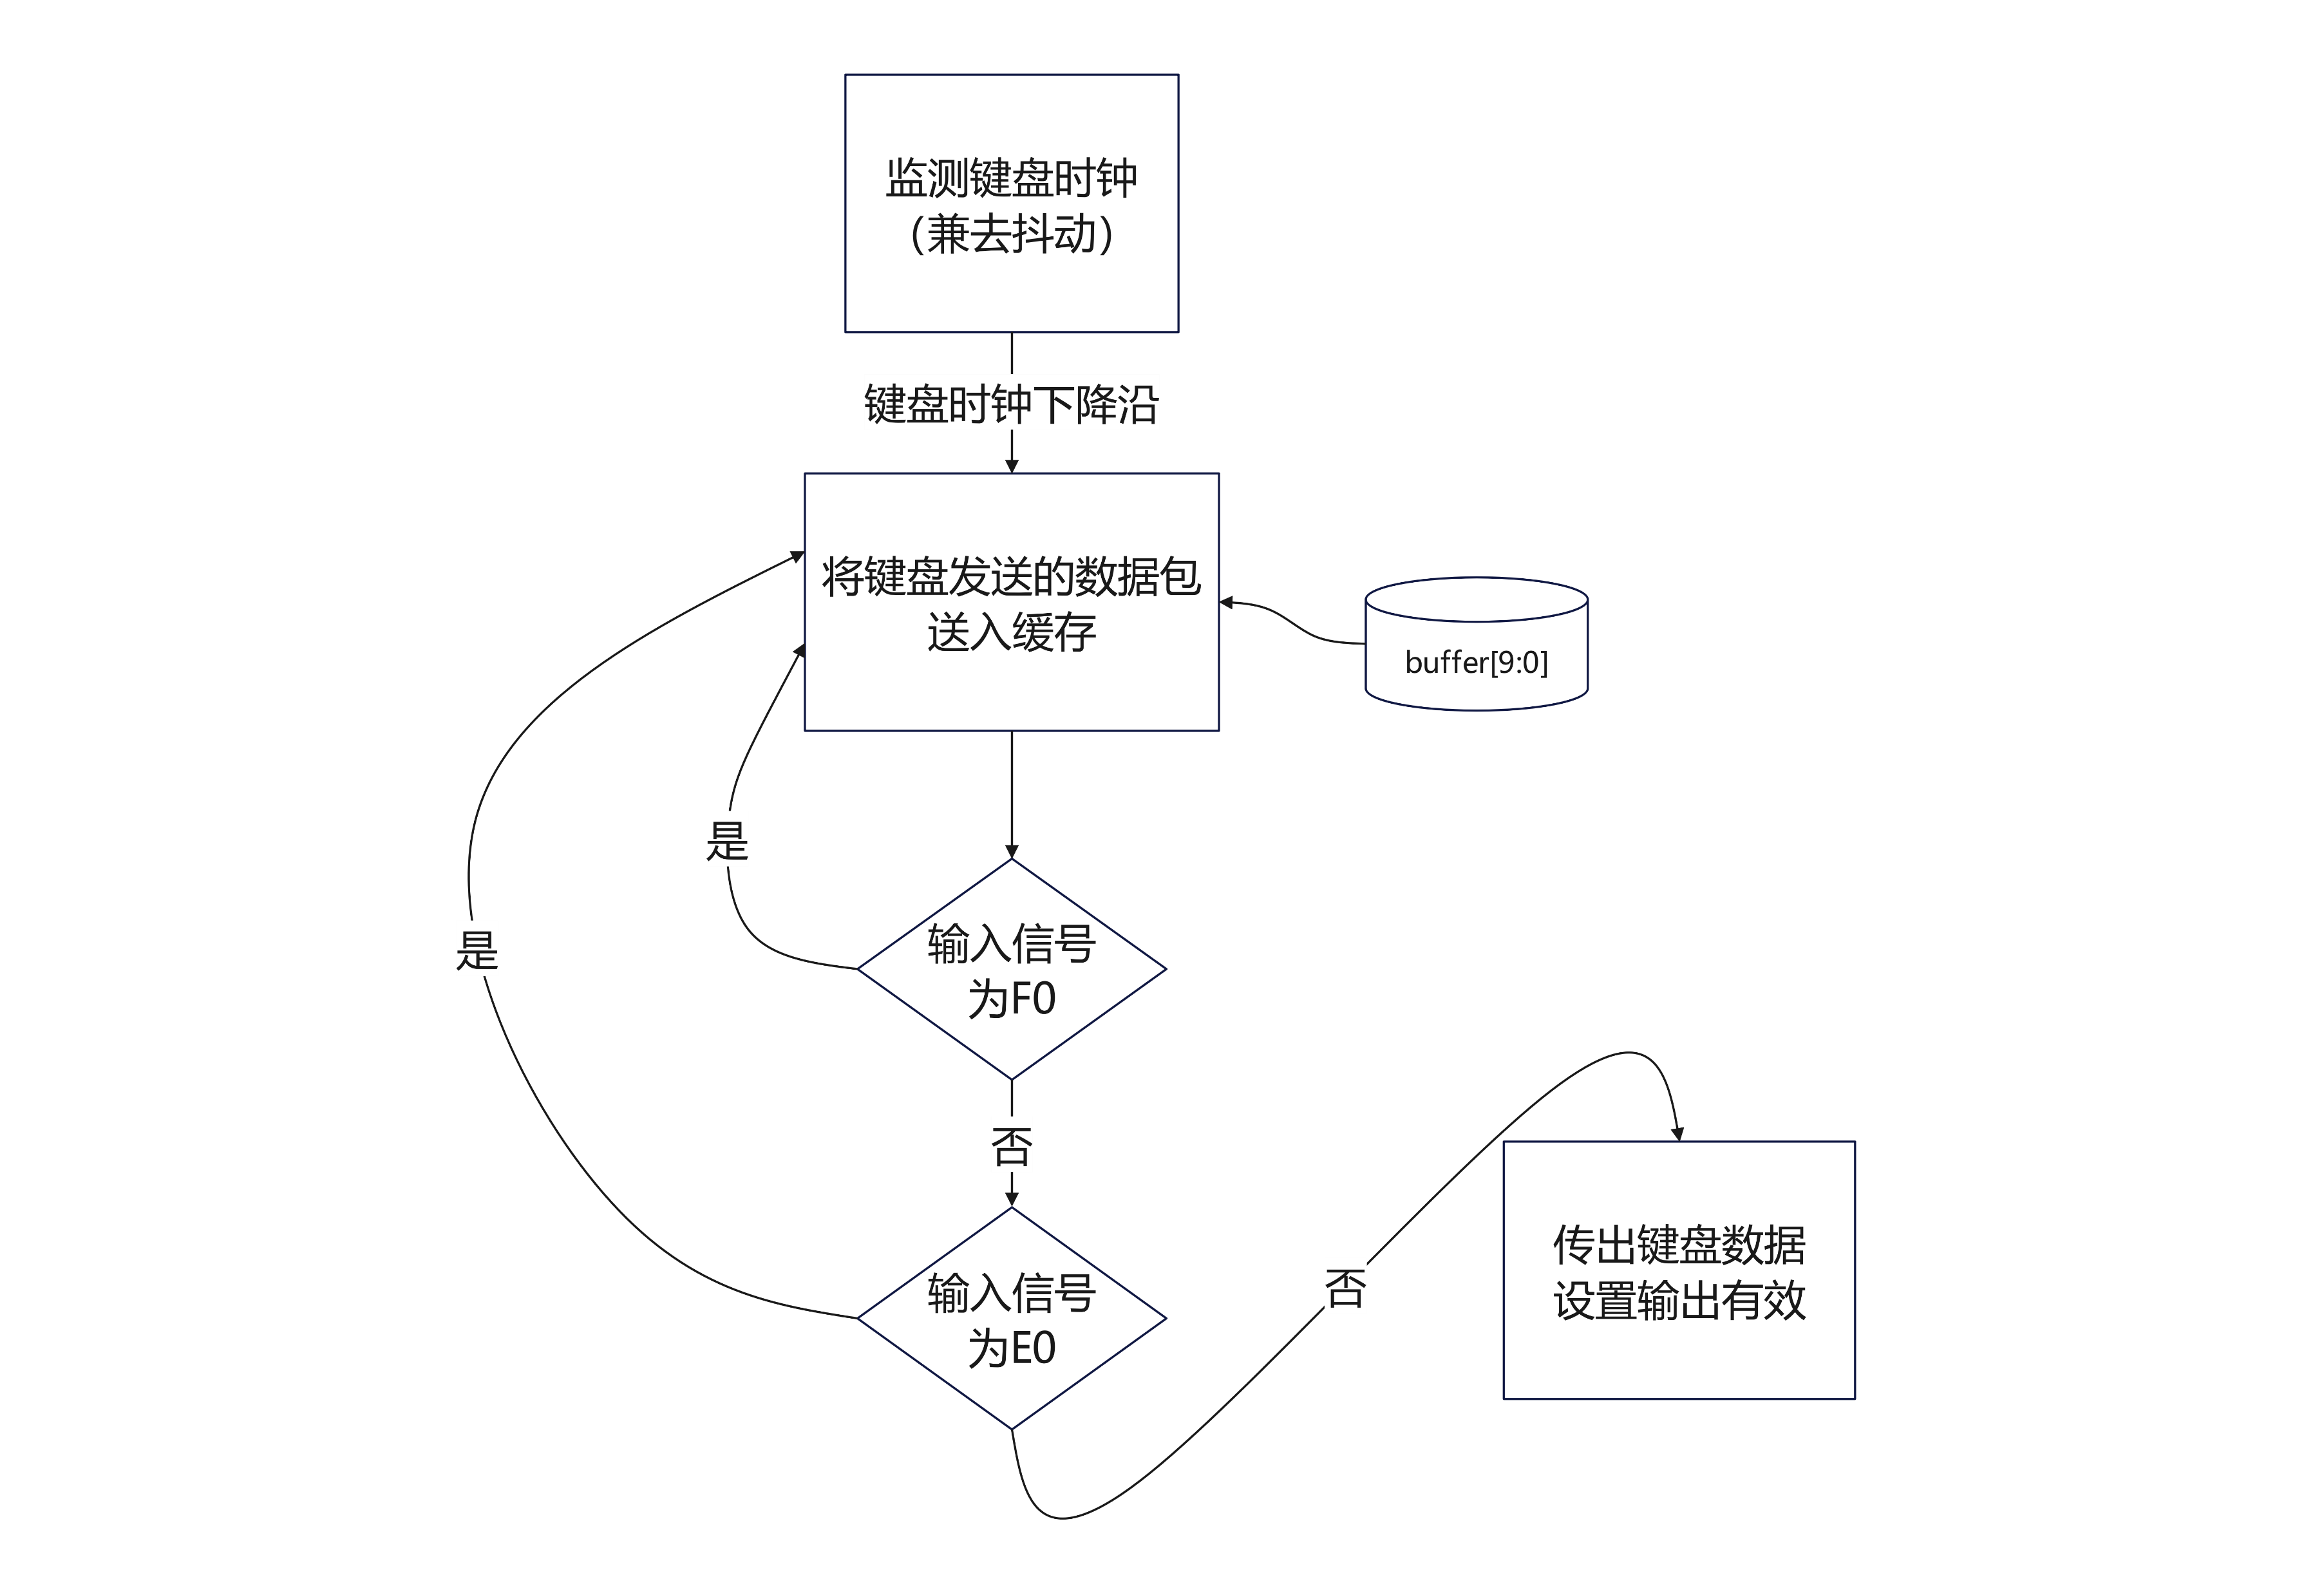 监测键盘时钟
(兼去抖动)
键盘时钟下降沿
将键盘发送的数据包
送入缓存
buffer[9:0]
是
是
输入信号
为F0
否
输入信号
为E0
否
传出键盘数据
设置输出有效